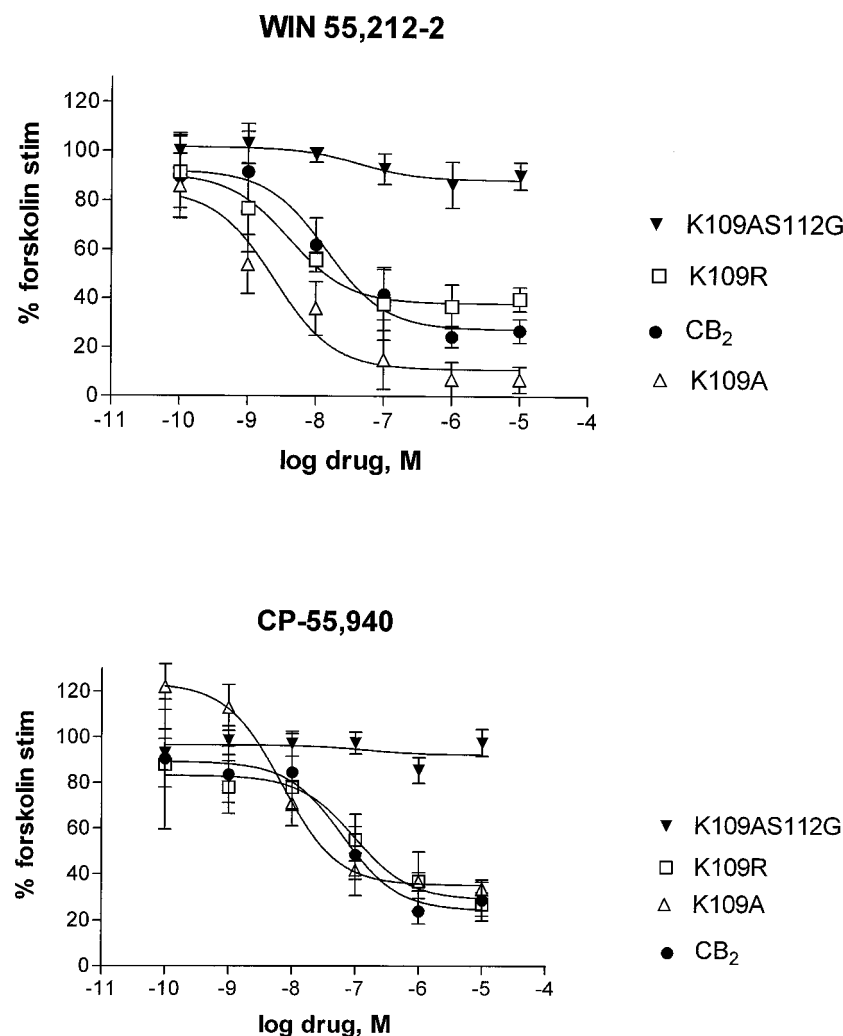 WIN 55,212-2
% forskolin stim
120
100
80
60
40
20
0
-11 -10 -9 -8 -7 -6 -5 -4
log drug, M
K109AS112G
K109R
CB₂
K109A
CP-55,940
% forskolin stim
120
100
80
60
40
20
0
-11 -10 -9 -8 -7 -6 -5 -4
log drug, M
K109AS112G
K109R
K109A
CB₂